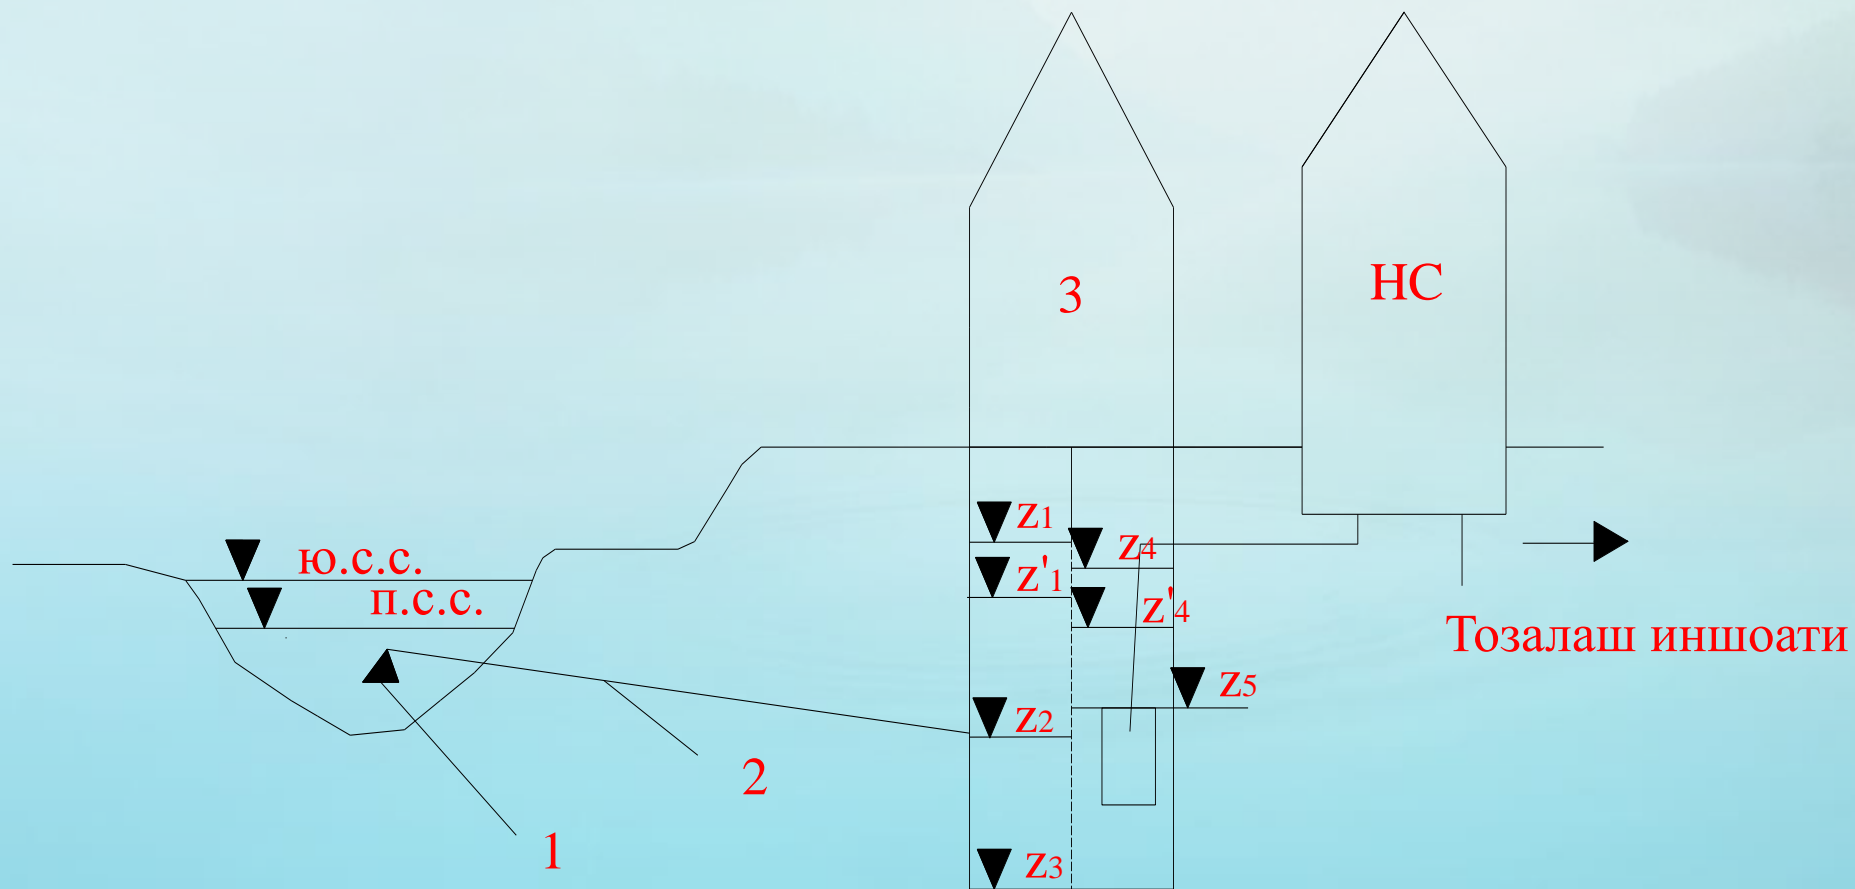 3
НС
z1
z4
ю.с.с.
z'1
п.с.с.
z'4
Тозалаш иншоати
z5
z2
2
1
z3